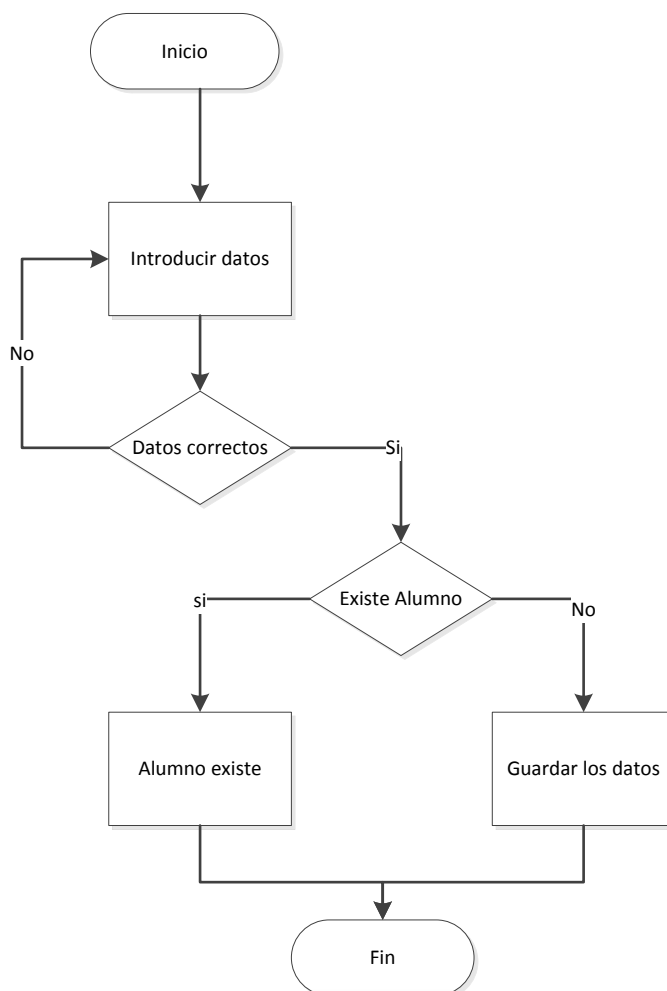 Inicio
Introducir datos
No
Datos correctos
Si
Existe Alumno
si
No
Alumno existe
Guardar los datos
Fin